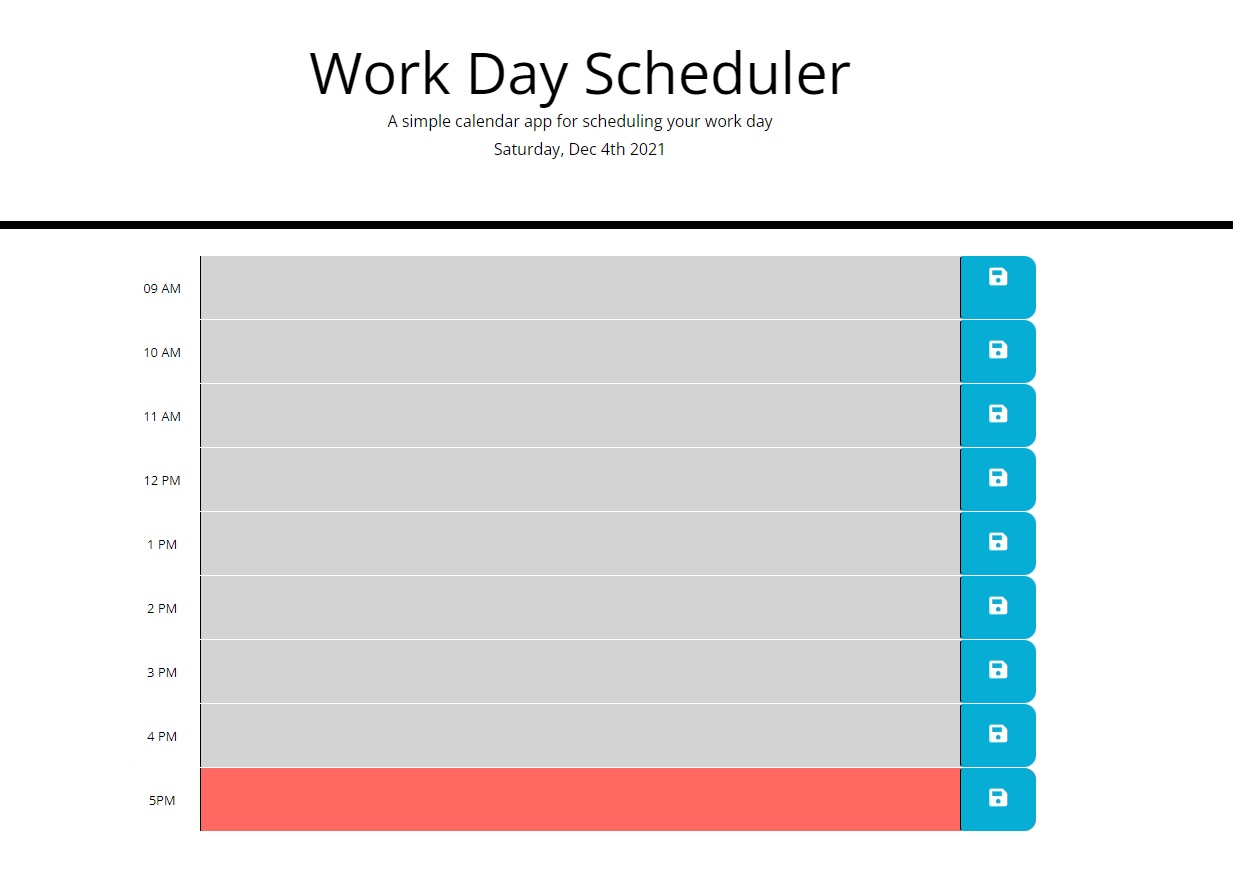 Work Day Scheduler
A simple calendar app for scheduling your work day
Saturday, Dec 4th 2021
09 AM
10 AM
11 AM
12 PM
1 PM
2 PM
3 PM
4 PM
5PM